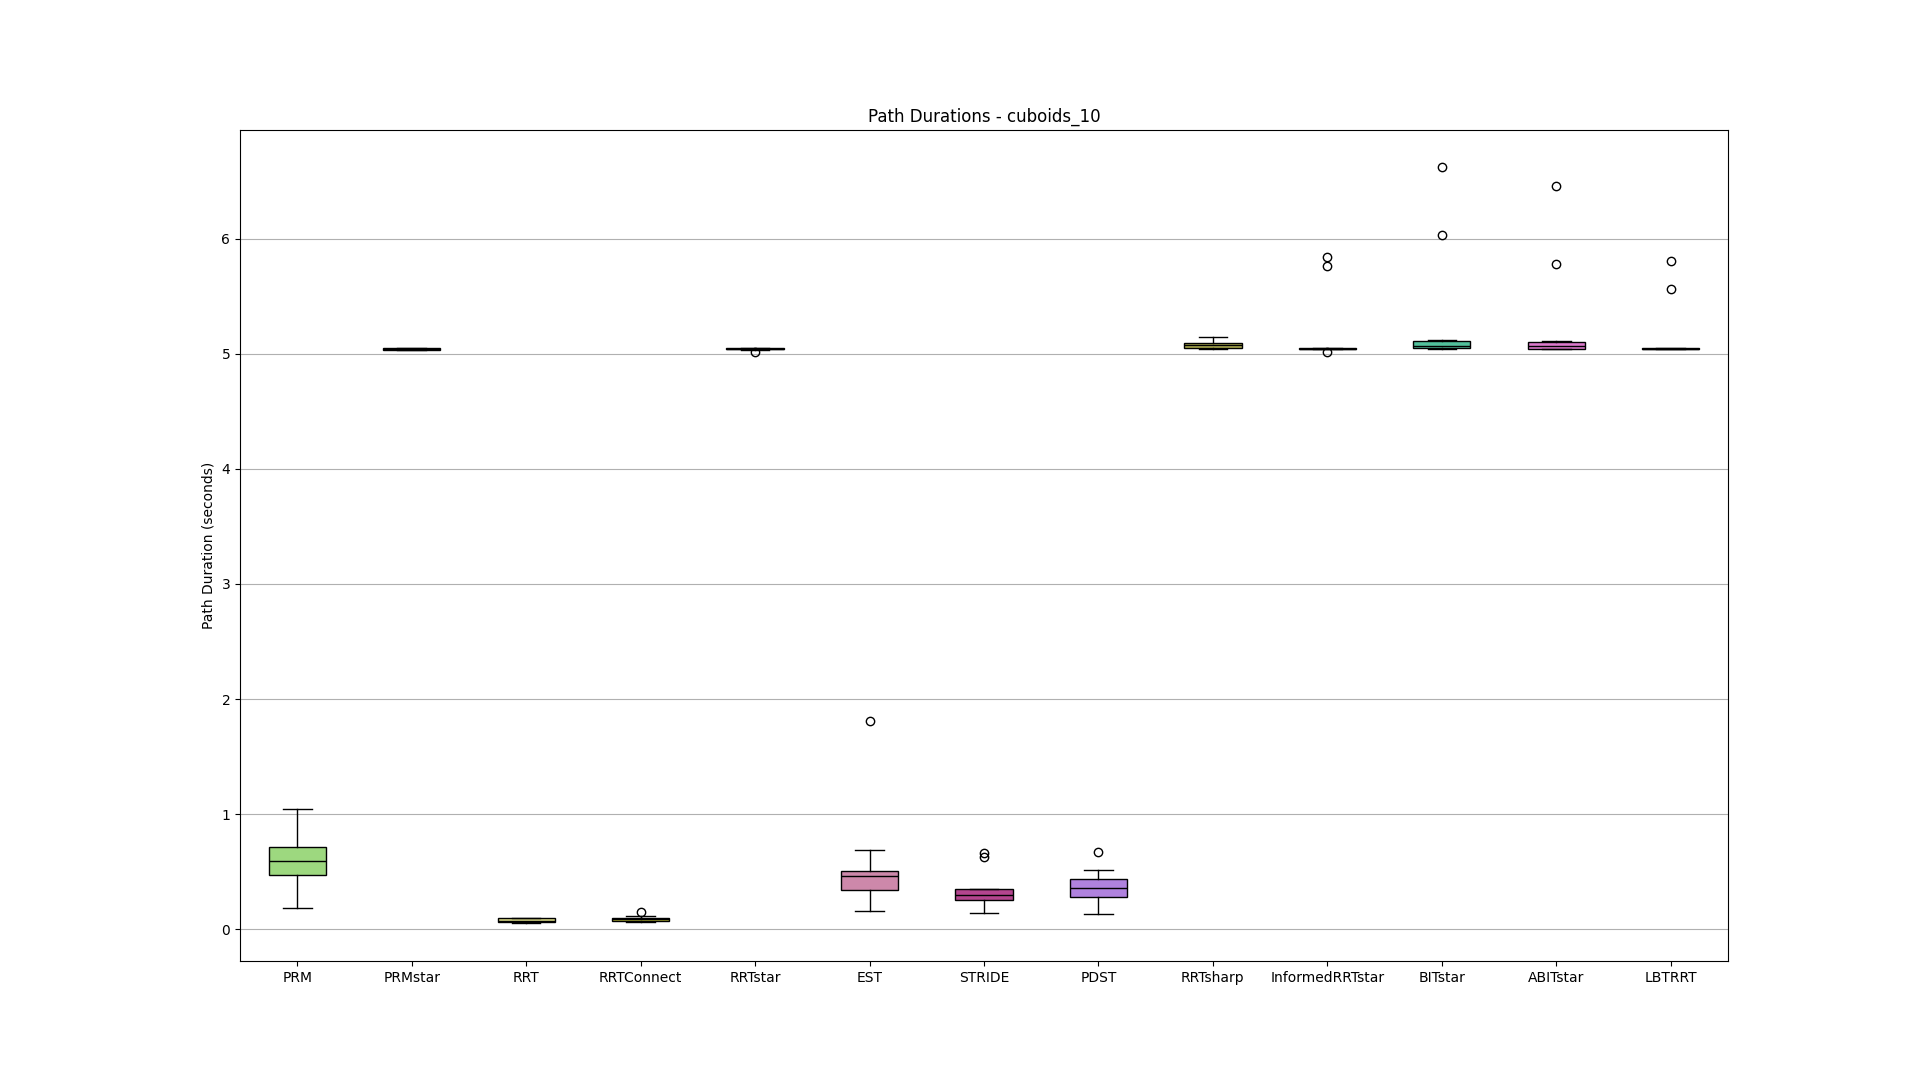 Path Durations - cuboids_10
Path Duration (seconds)
6
5
4
3
2
1
0
PRM PRMstar RRT RRTConnect RRTstar EST STRIDE PDST RRTsharp InformedRRTstar BITstar ABITstar LBTRRT